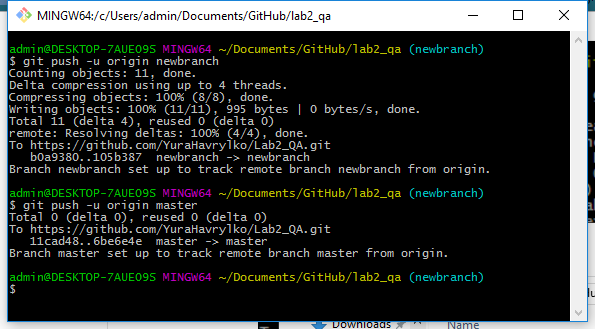 MINGW64:/c/Users/admin/Documents/GitHub/lab2_qa
admin@DESKTOP-7AUEO9S MINGW64 ~/Documents/GitHub/lab2_qa (newbranch)
$ git push -u origin newbranch
Counting objects: 11, done.
Delta compression using up to 4 threads.
Compressing objects: 100% (8/8), done.
Writing objects: 100% (11/11), 995 bytes | 0 bytes/s, done.
Total 11 (delta 4), reused 0 (delta 0)
remote: Resolving deltas: 100% (4/4), done.
To https://github.com/YuraHavrylko/Lab2_QA.git
   b0a9380..105b387  newbranch -> newbranch
Branch newbranch set up to track remote branch newbranch from origin.
admin@DESKTOP-7AUEO9S MINGW64 ~/Documents/GitHub/lab2_qa (newbranch)
$ git push -u origin master
Total 0 (delta 0), reused 0 (delta 0)
To https://github.com/YuraHavrylko/Lab2_QA.git
   11cad48..6be6e4e  master -> master
Branch master set up to track remote branch master from origin.
admin@DESKTOP-7AUEO9S MINGW64 ~/Documents/GitHub/lab2_qa (newbranch)
$
Downloads
Name